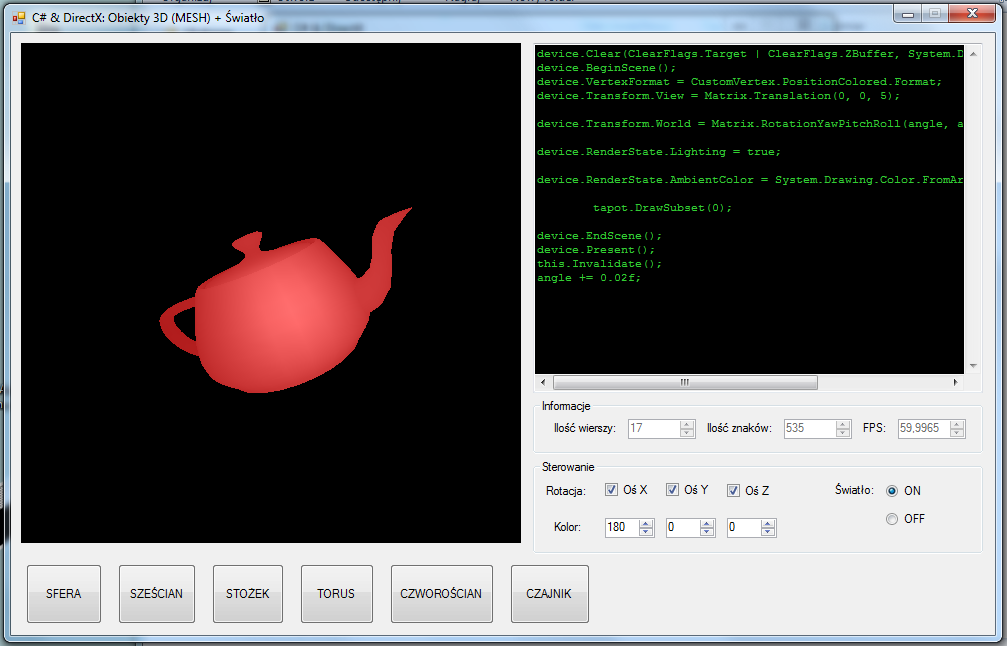 C# & DirectX: Obiekty 3D (MESH) + Światło
device.Clear(ClearFlags.Target | ClearFlags.ZBuffer, System.D
device.BeginScene();
device.VertexFormat = CustomVertex.PositionColored.Format;
device.Transform.View = Matrix.Translation(0, 0, 5);
device.Transform.World = Matrix.RotationYawPitchRoll(angle, a
device.RenderState.Lighting = true;
device.RenderState.AmbientColor = System.Drawing.Color.FromAr
tapot.DrawSubset(0);
device.EndScene();
device.Present();
this.Invalidate();
angle += 0.02f;
Informacje
Ilość wierszy: 17 Ilość znaków: 535 FPS: 59,9965
Sterowanie
Rotacja: Oś X Oś Y Oś Z Światło: ON
Kolor: 180 0 0 OFF
SFERA SZEŚCIAN STOŻEK TORUS CZWOROŚCIAN CZAJNIK